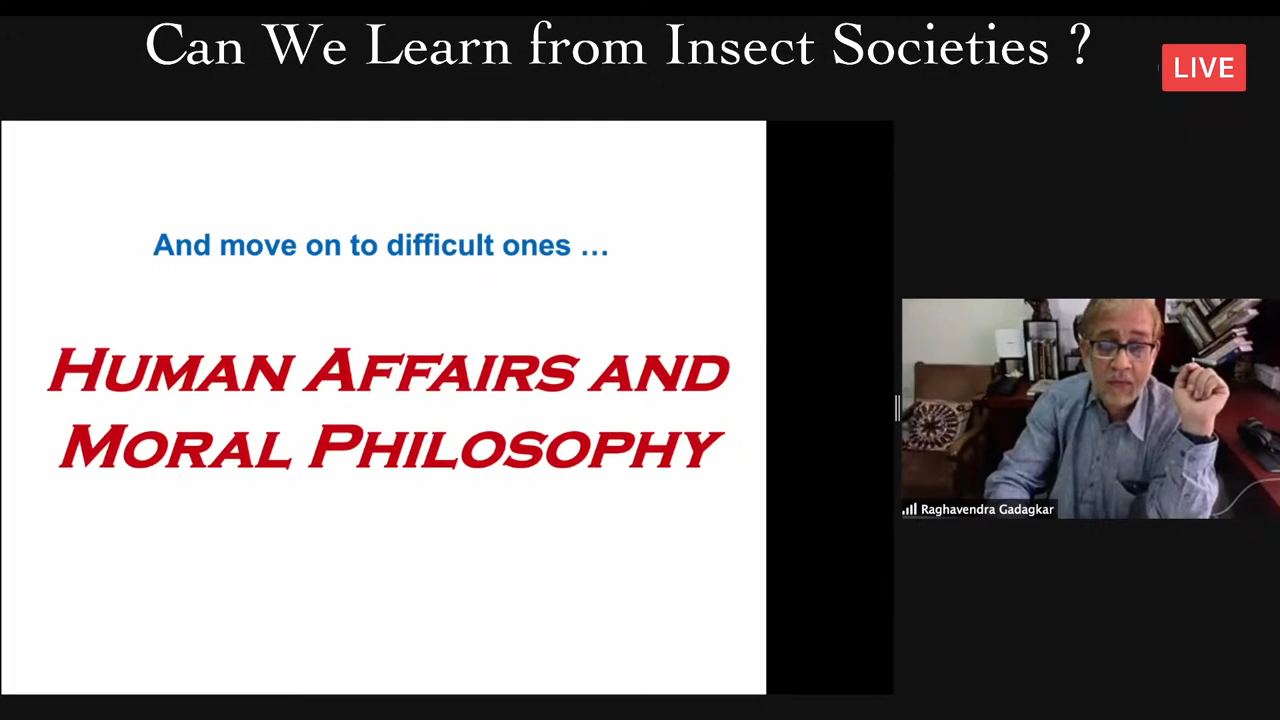 Can We Learn from Insect Societies ?
LIVE
And move on to difficult ones …
HUMAN AFFAIRS AND
MORAL PHILOSOPHY
Raghavendra Gadagkar